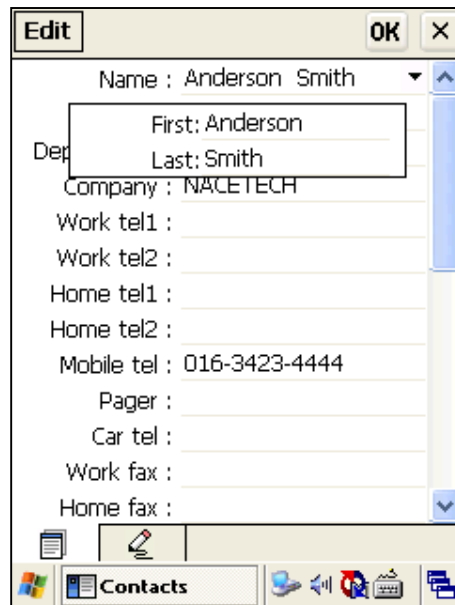 Edit OK
Name : Anderson Smith
First: Anderson
Dep
Last: Smith
Company : NACETECH
Work tel1 :
Work tel2 :
Home tel1 :
Home tel2 :
Mobile tel : 016-3423-4444
Pager :
Car tel :
Work fax :
Home fax :
Contacts